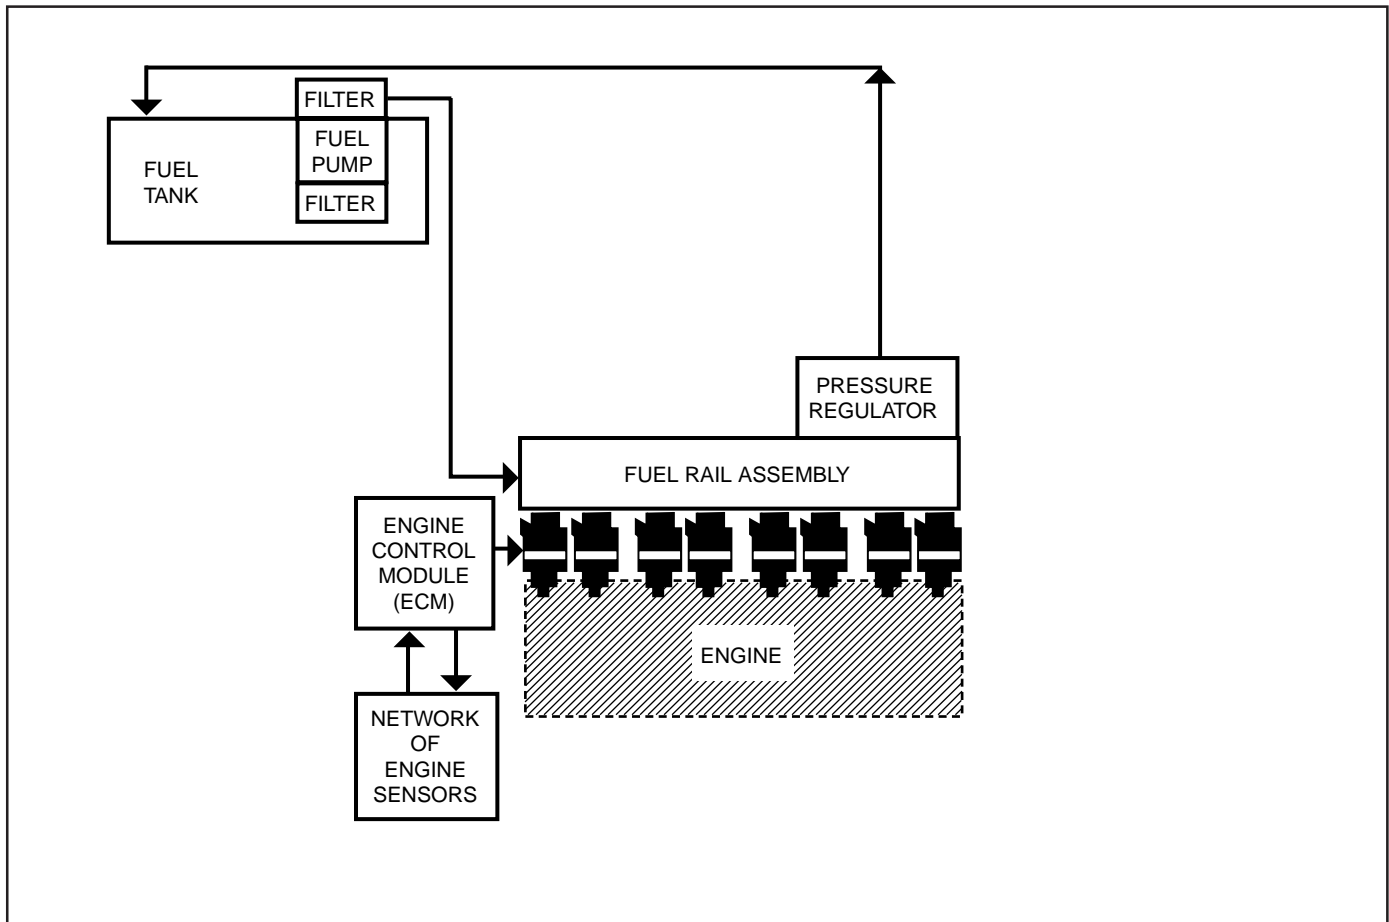 FILTER
FUEL
PUMP
FILTER
FUEL
TANK
PRESSURE
REGULATOR
FUEL RAIL ASSEMBLY
ENGINE
CONTROL
MODULE
(ECM)
ENGINE
NETWORK
OF
ENGINE
SENSORS